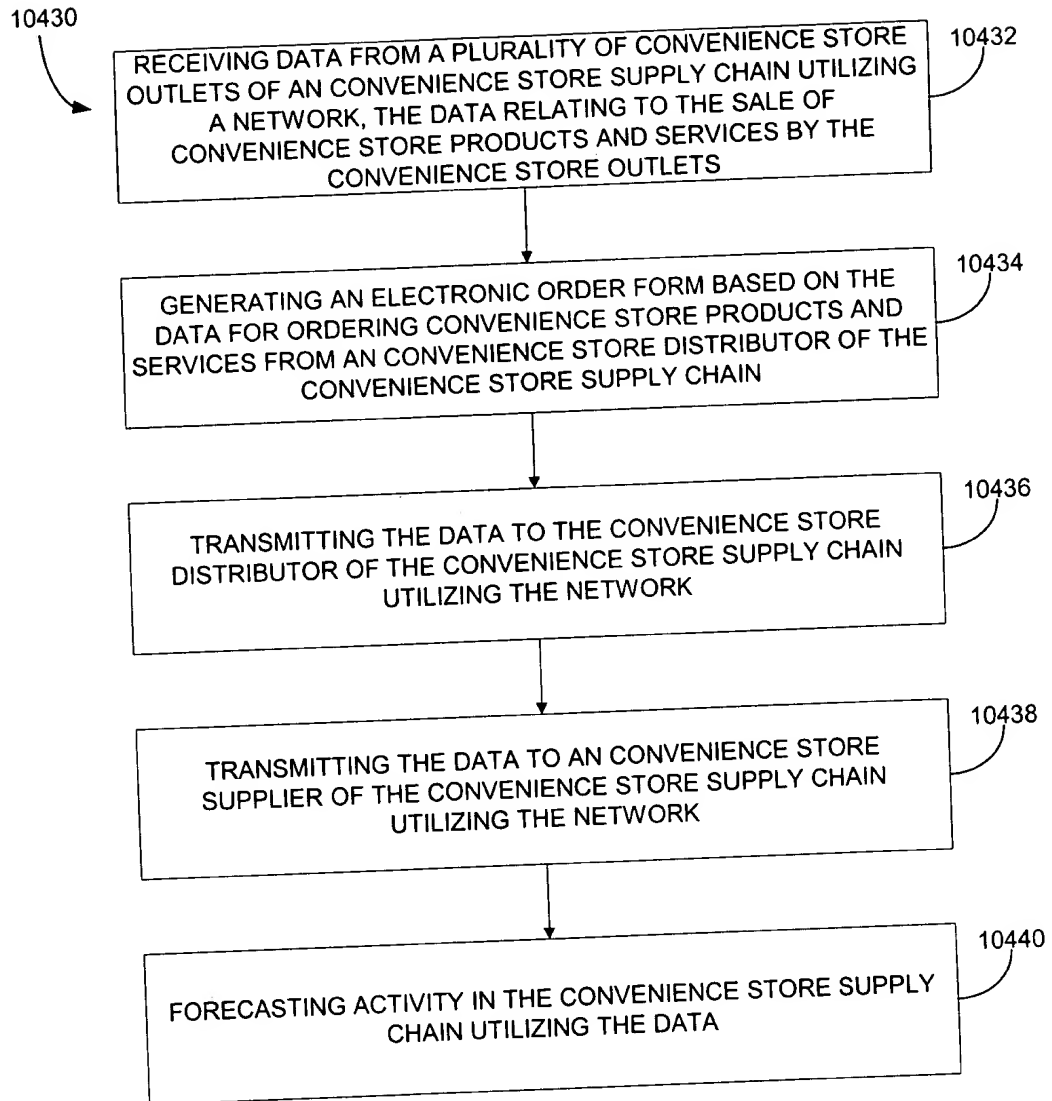 10430
RECEIVING DATA FROM A PLURALITY OF CONVENIENCE STORE
OUTLETS OF AN CONVENIENCE STORE SUPPLY CHAIN UTILIZING
A NETWORK, THE DATA RELATING TO THE SALE OF
CONVENIENCE STORE PRODUCTS AND SERVICES BY THE
CONVENIENCE STORE OUTLETS
10432
GENERATING AN ELECTRONIC ORDER FORM BASED ON THE
DATA FOR ORDERING CONVENIENCE STORE PRODUCTS AND
SERVICES FROM AN CONVENIENCE STORE DISTRIBUTOR OF THE
CONVENIENCE STORE SUPPLY CHAIN
10434
TRANSMITTING THE DATA TO THE CONVENIENCE STORE
DISTRIBUTOR OF THE CONVENIENCE STORE SUPPLY CHAIN
UTILIZING THE NETWORK
10436
TRANSMITTING THE DATA TO AN CONVENIENCE STORE
SUPPLIER OF THE CONVENIENCE STORE SUPPLY CHAIN
UTILIZING THE NETWORK
10438
FORECASTING ACTIVITY IN THE CONVENIENCE STORE SUPPLY
CHAIN UTILIZING THE DATA
10440